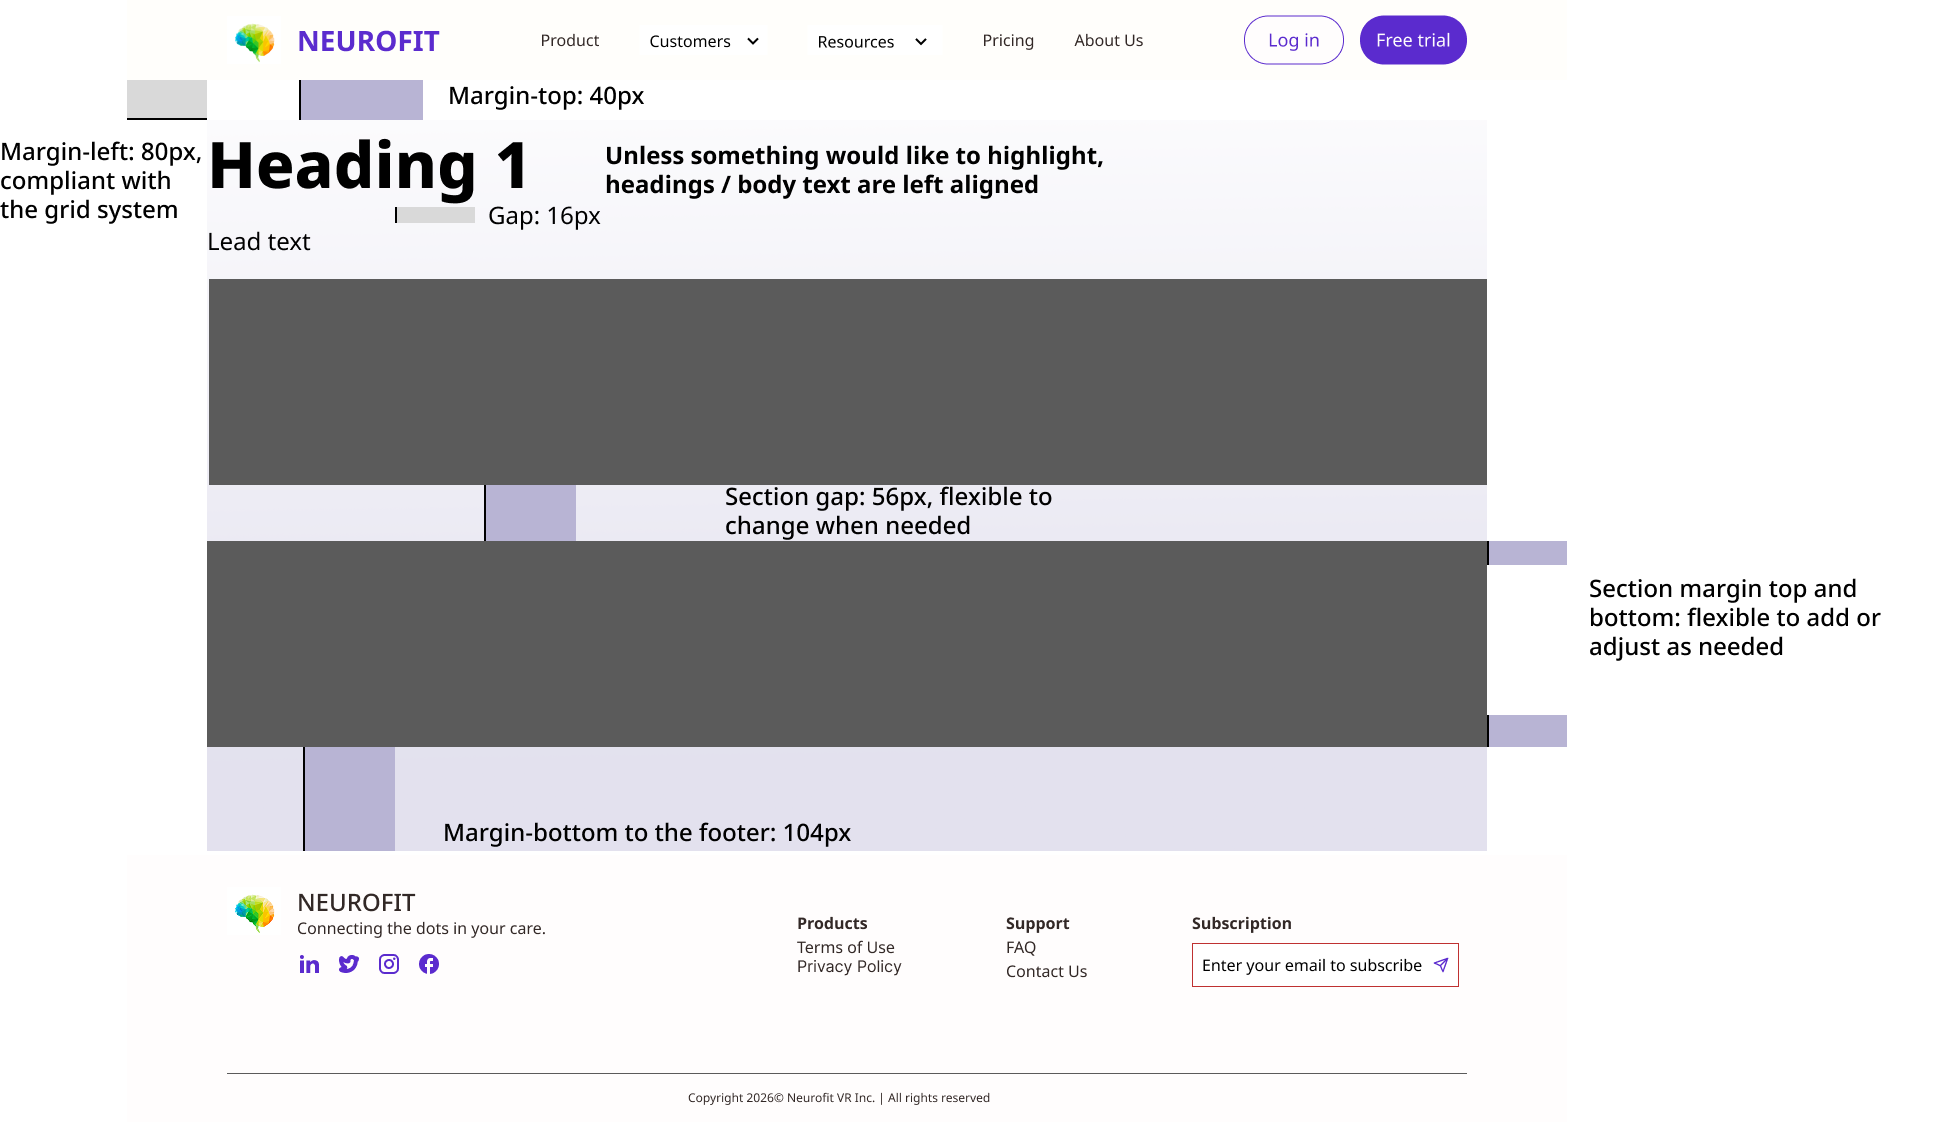 NEUROFIT
Product
Customers
Resources
Pricing
About Us
Log in
Free trial
Margin-top: 40px
Margin-left: 80px,
compliant with
the grid system
Heading 1
Unless something would like to highlight,
headings / body text are left aligned
Gap: 16px
Lead text
Section gap: 56px, flexible to
change when needed
Section margin top and
bottom: flexible to add or
adjust as needed
Margin-bottom to the footer: 104px
NEUROFIT
Connecting the dots in your care.
Products
Terms of Use
Privacy Policy
Support
FAQ
Contact Us
Subscription
Enter your email to subscribe
Copyright 2026© Neurofit VR Inc. | All rights reserved